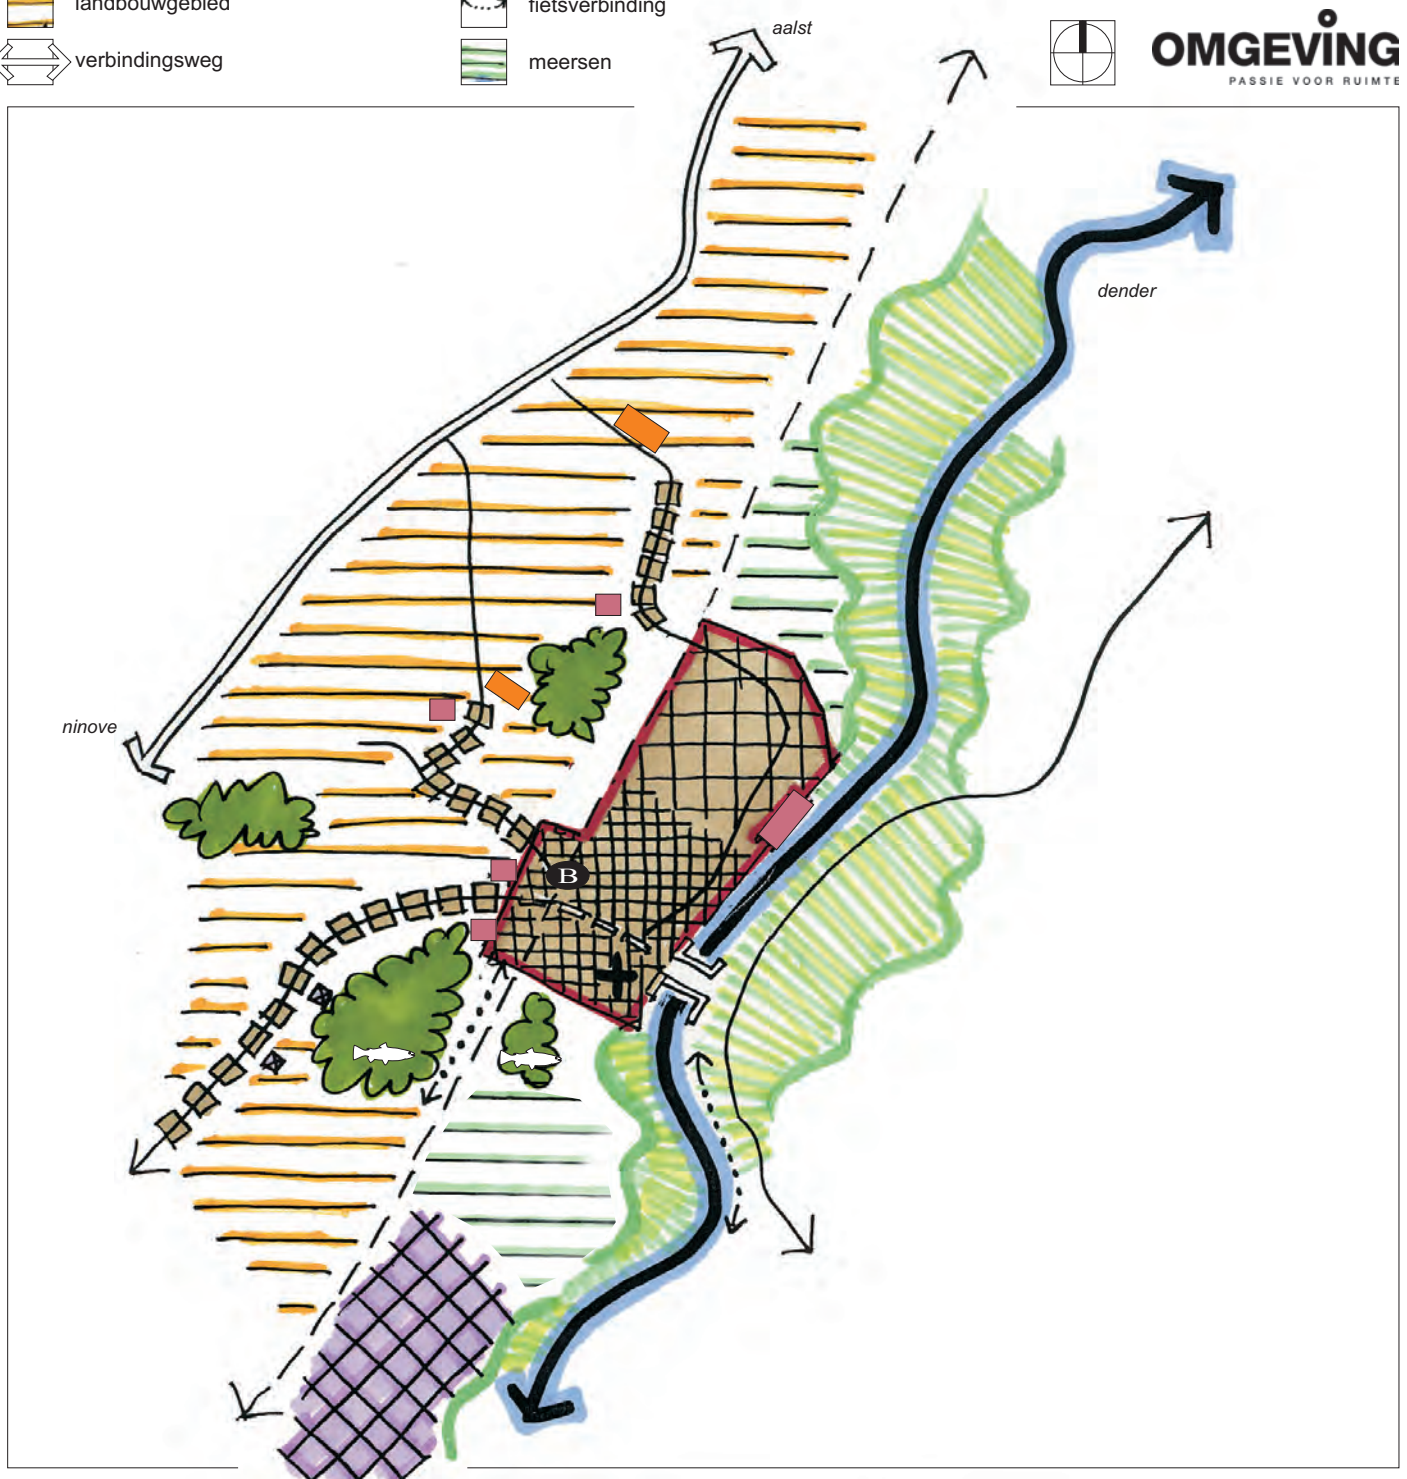 landbouwgebied
fietsverbinding
verbindingsweg
meersen
OMGEVING
PASSIE VOOR RUIMTE
aalst
dender
ninove
B